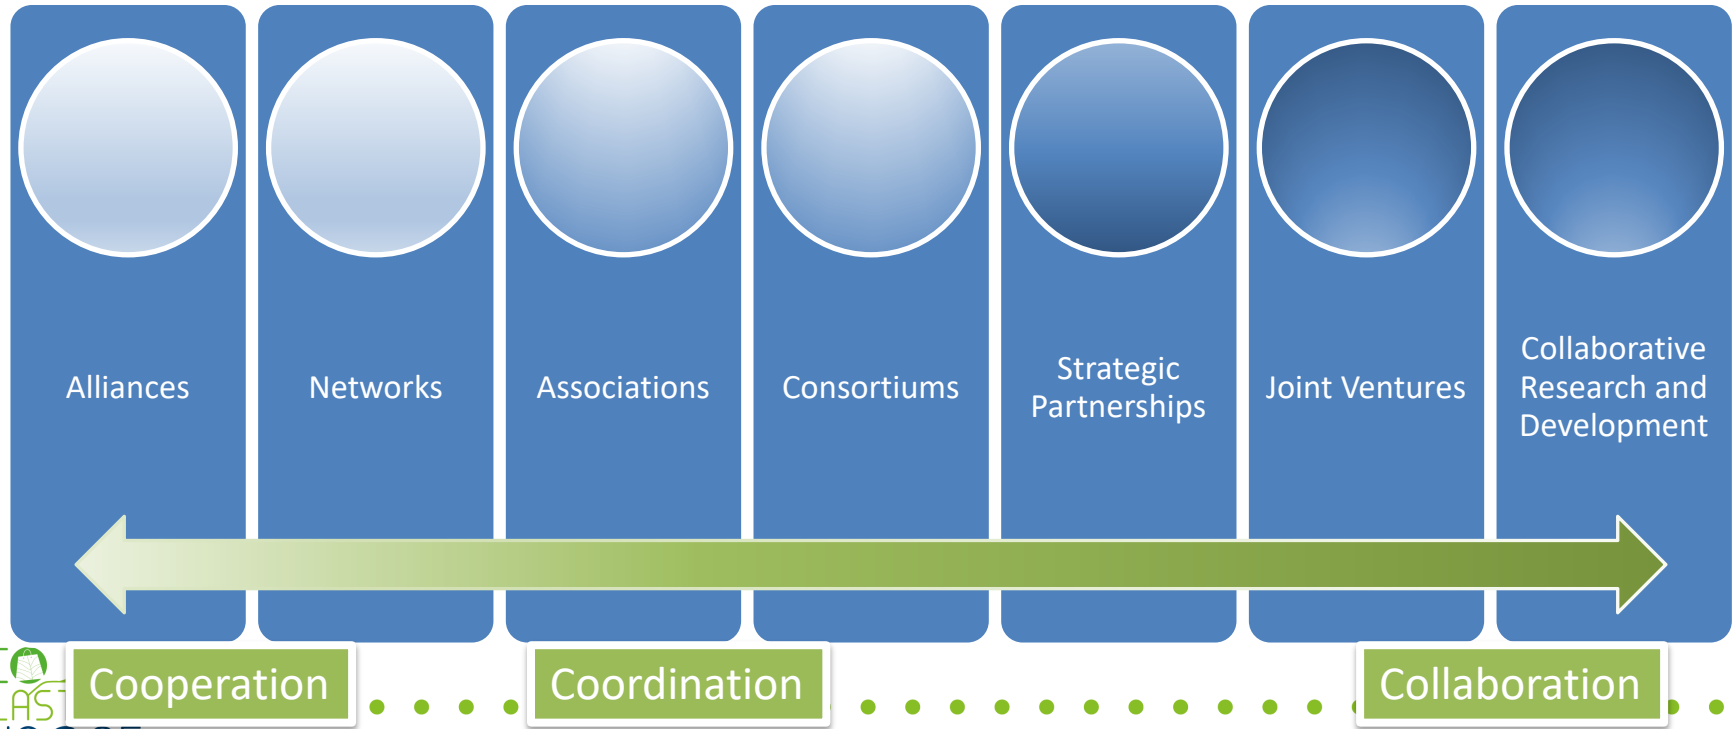 Alliances
Networks
Associations
Consortiums
Strategic
Partnerships
Joint Ventures
Collaborative
Research and
Development
Cooperation
Coordination
Collaboration